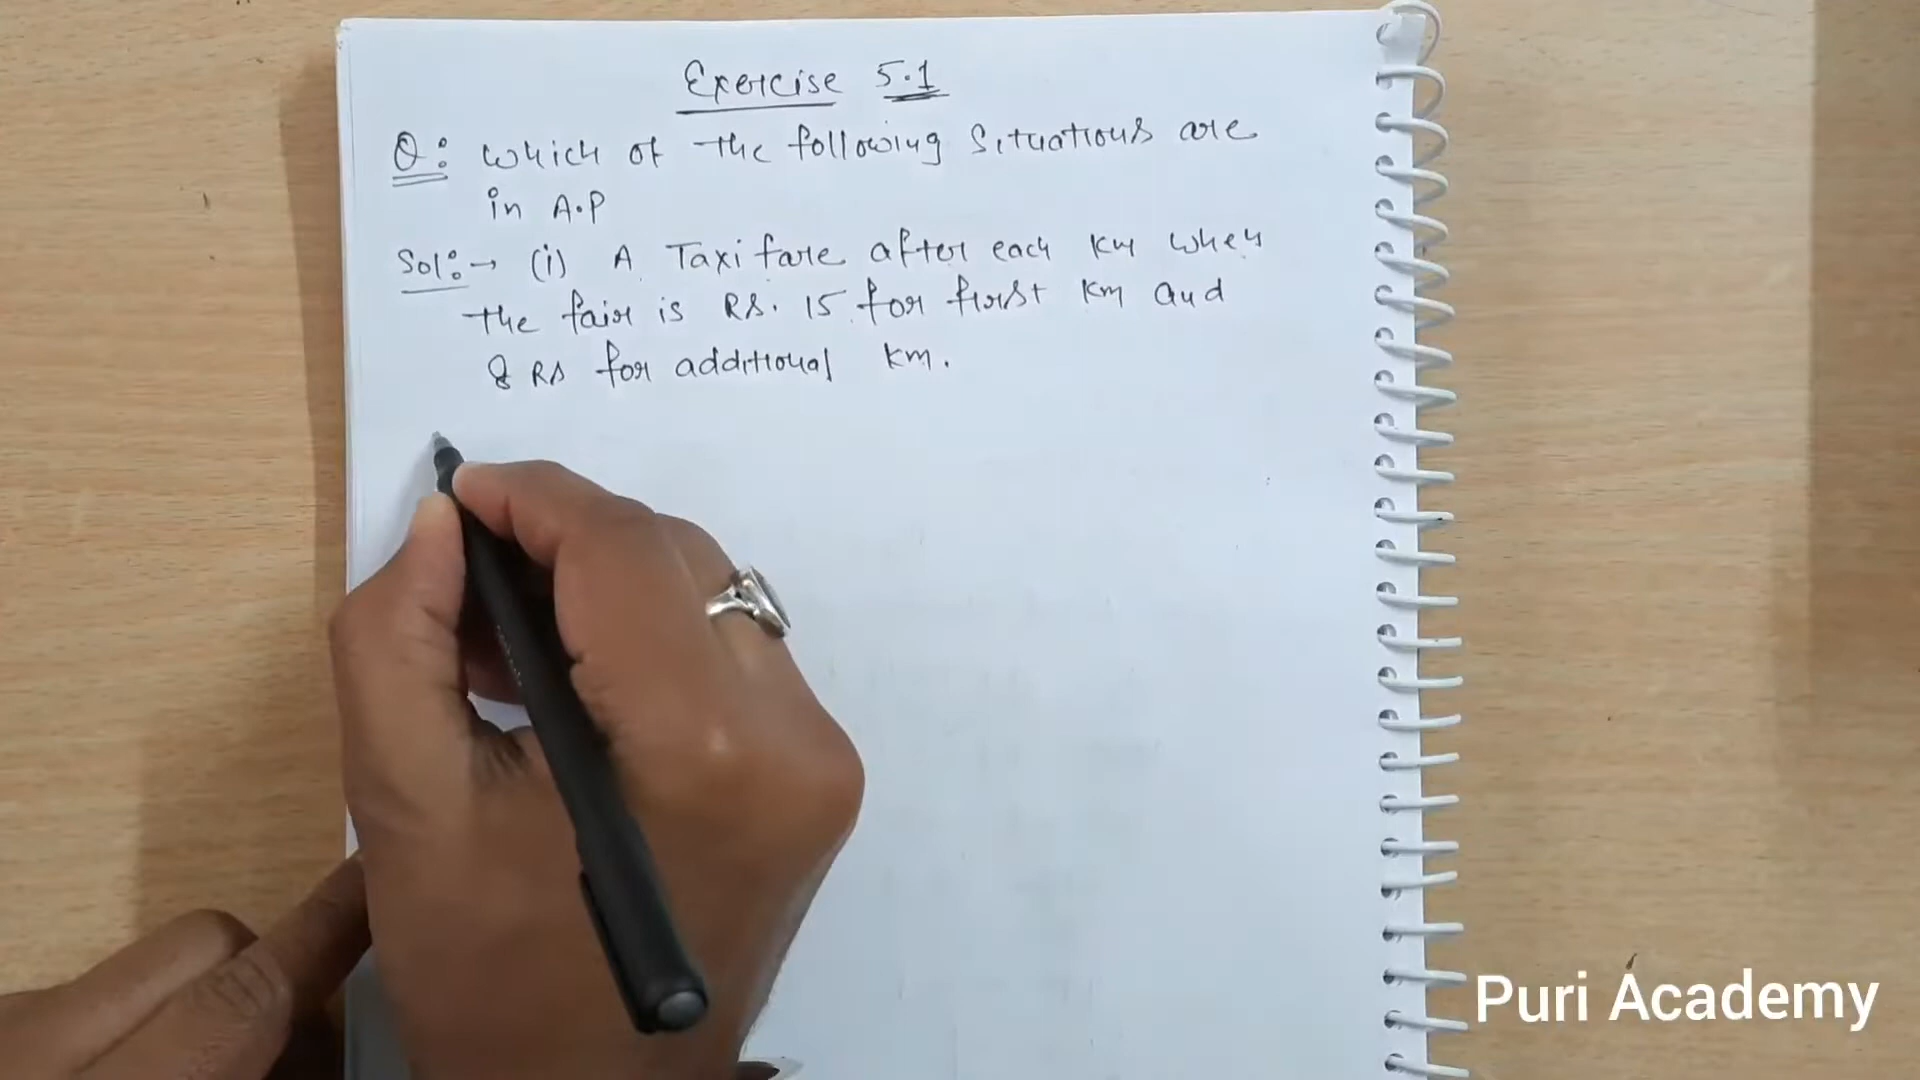 Exercise 5.1
Q: Which of the following Situations are
in A.P
Sol:→ (i) A Taxi fare after each Km when
the fair is RS. 15 for first Km and
8 RS for additional Km.
Puri Academy